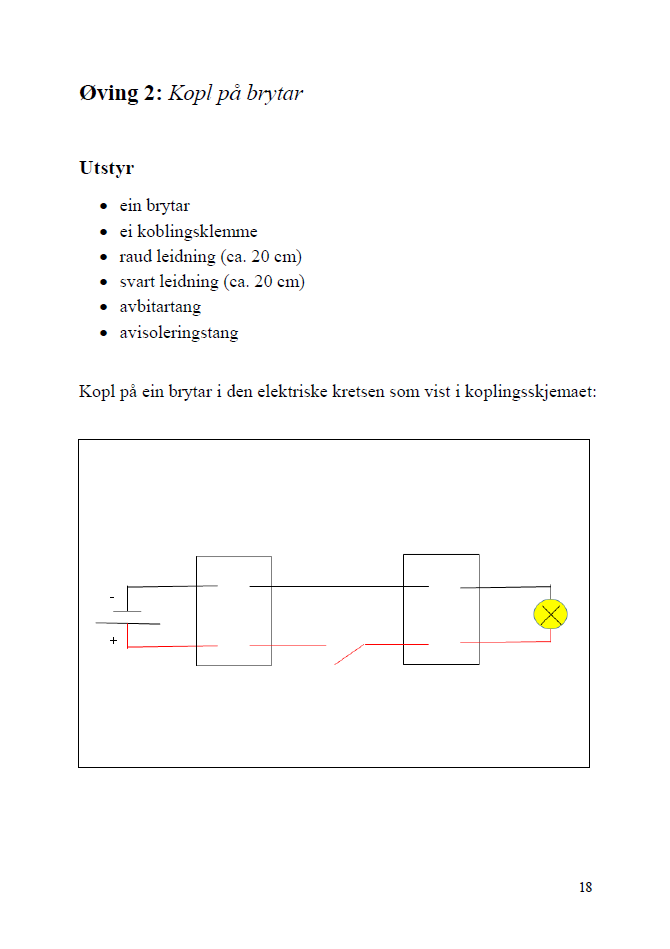 Øving 2: Kopl på brytar
Utstyr
• ein brytar
• ei koblingsklemme
• raud leidning (ca. 20 cm)
• svart leidning (ca. 20 cm)
• avbitartang
• avisoleringstang
Kopl på ein brytar i den elektriske kretsen som vist i koplingsskjemaet:
-
+
18